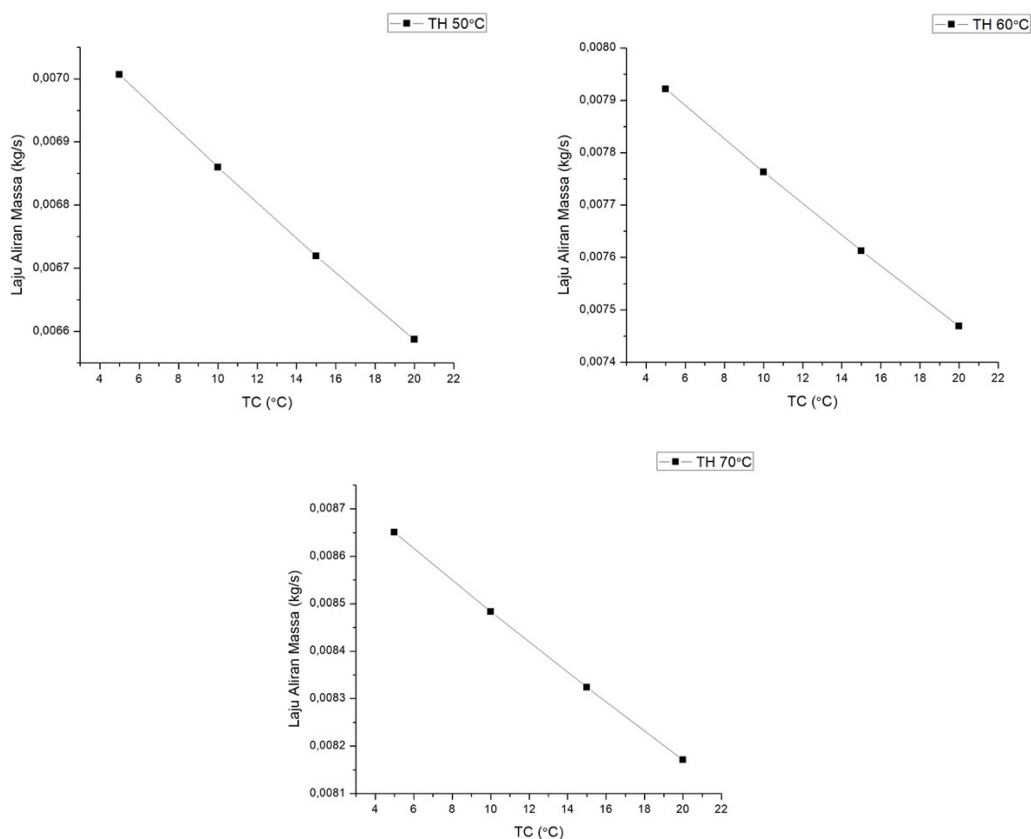 TH 50°C
0,0070
0,0069
0,0068
0,0067
0,0066
Laju Aliran Massa (kg/s)
4 6 8 10 12 14 16 18 20 22
TC (°C)
TH 60°C
0,0080
0,0079
0,0078
0,0077
0,0076
0,0075
0,0074
Laju Aliran Massa (kg/s)
4 6 8 10 12 14 16 18 20 22
TC (°C)
TH 70°C
0,0087
0,0086
0,0085
0,0084
0,0083
0,0082
0,0081
Laju Aliran Massa (kg/s)
4 6 8 10 12 14 16 18 20 22
TC (°C)